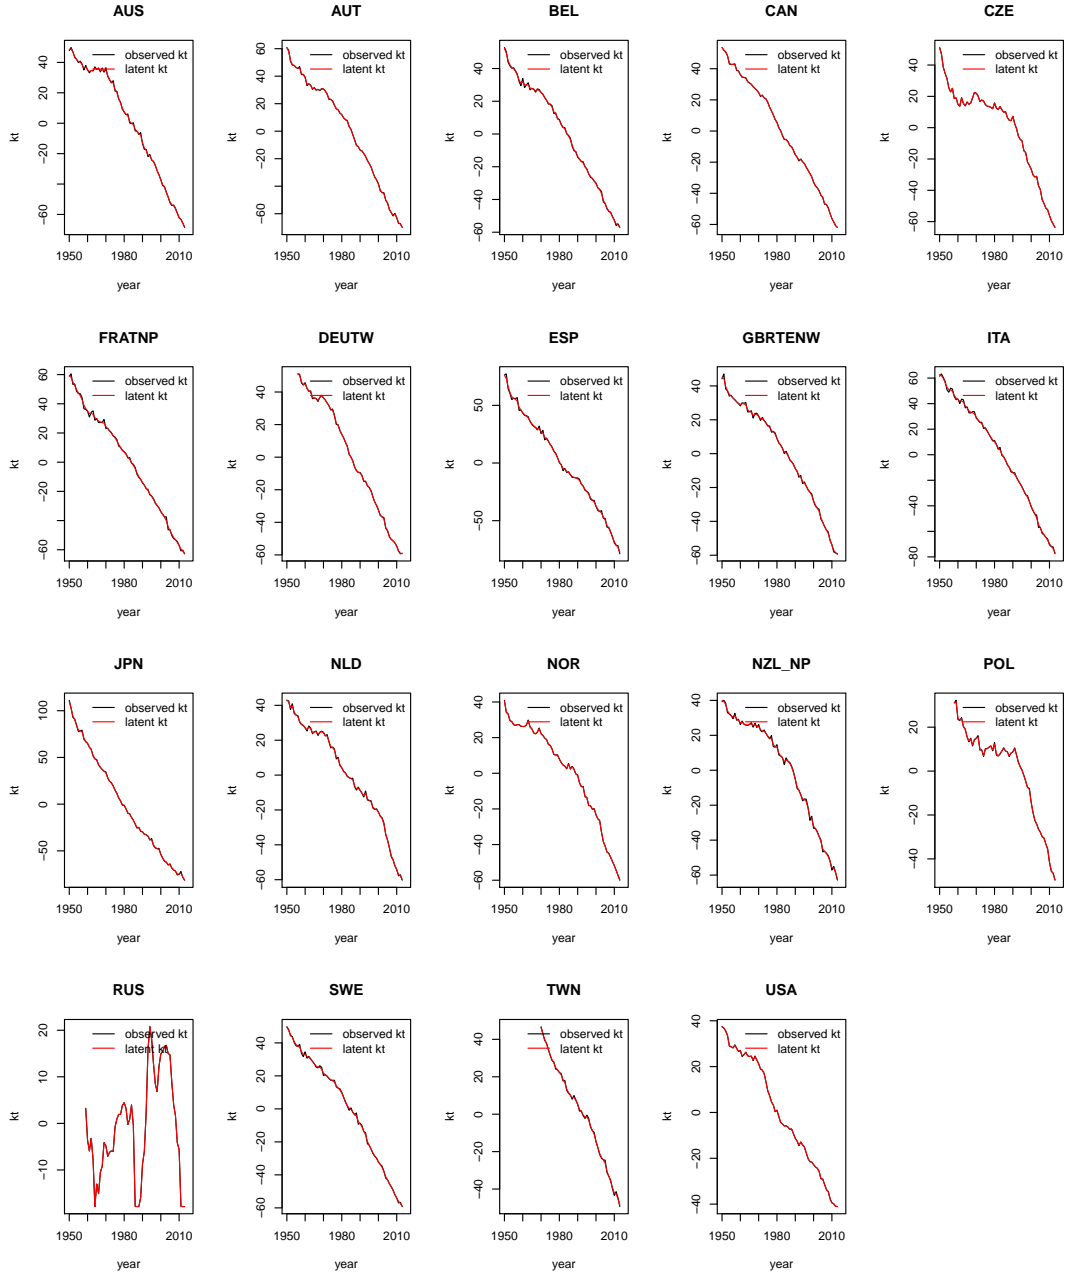 AUS
observed kt
latent kt
kt
40
20
0
−20
−60
1950 1980 2010
year
AUT
observed kt
latent kt
kt
60
40
20
0
−20
−60
1950 1980 2010
year
BEL
observed kt
latent kt
kt
40
20
0
−20
−40
−60
1950 1980 2010
year
CAN
observed kt
latent kt
kt
40
20
0
−20
−60
1950 1980 2010
year
CZE
observed kt
latent kt
kt
40
20
0
−20
−60
1950 1980 2010
year
FRATNP
observed kt
latent kt
kt
60
40
20
0
−20
−60
1950 1980 2010
year
DEUTW
observed kt
latent kt
kt
40
20
0
−20
−60
1950 1980 2010
year
ESP
observed kt
latent kt
kt
50
0
−50
1950 1980 2010
year
GBRTENW
observed kt
latent kt
kt
40
20
0
−20
−40
−60
1950 1980 2010
year
ITA
observed kt
latent kt
kt
60
40
20
0
−40
−80
1950 1980 2010
year
JPN
observed kt
latent kt
kt
100
50
0
−50
1950 1980 2010
year
NLD
observed kt
latent kt
kt
40
20
0
−20
−40
−60
1950 1980 2010
year
NOR
observed kt
latent kt
kt
40
20
0
−20
−40
−60
1950 1980 2010
year
NZL_NP
observed kt
latent kt
kt
40
20
0
−20
−40
−60
1950 1980 2010
year
POL
observed kt
latent kt
kt
20
0
−20
−40
1950 1980 2010
year
RUS
observed kt
latent kt
kt
20
10
0
−10
1950 1980 2010
year
SWE
observed kt
latent kt
kt
40
20
0
−20
−40
−60
1950 1980 2010
year
TWN
observed kt
latent kt
kt
40
20
0
−20
−40
1950 1980 2010
year
USA
observed kt
latent kt
kt
40
20
0
−20
−40
1950 1980 2010
year